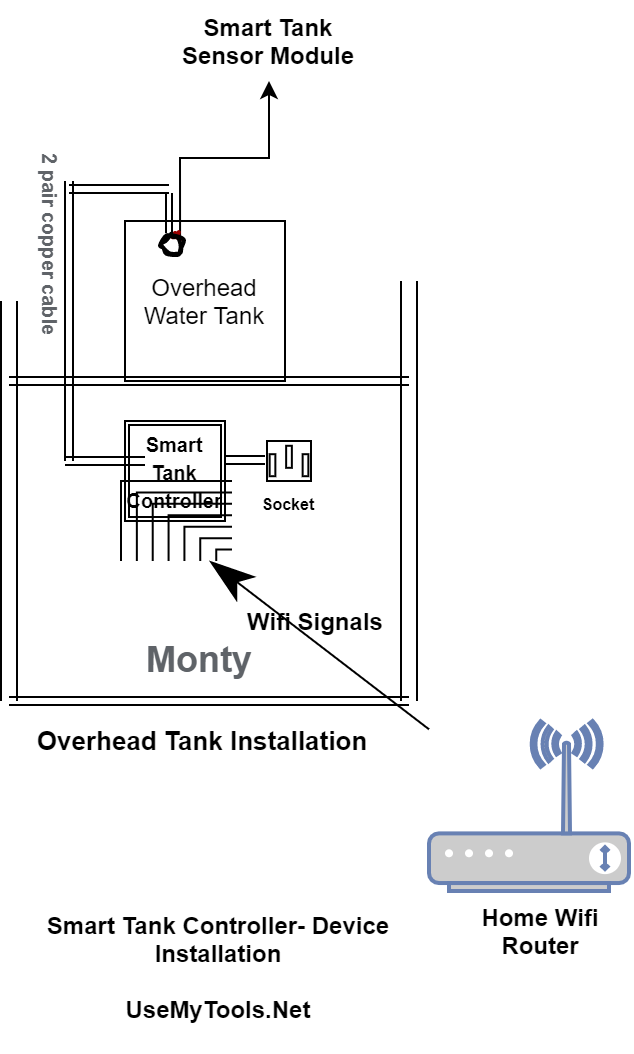 Smart Tank
Sensor Module
2 pair copper cable
Overhead
Water Tank
Smart
Tank
Controller
Socket
Wifi Signals
Monty
Overhead Tank Installation
Home Wifi
Router
Smart Tank Controller- Device
Installation
UseMyTools.Net